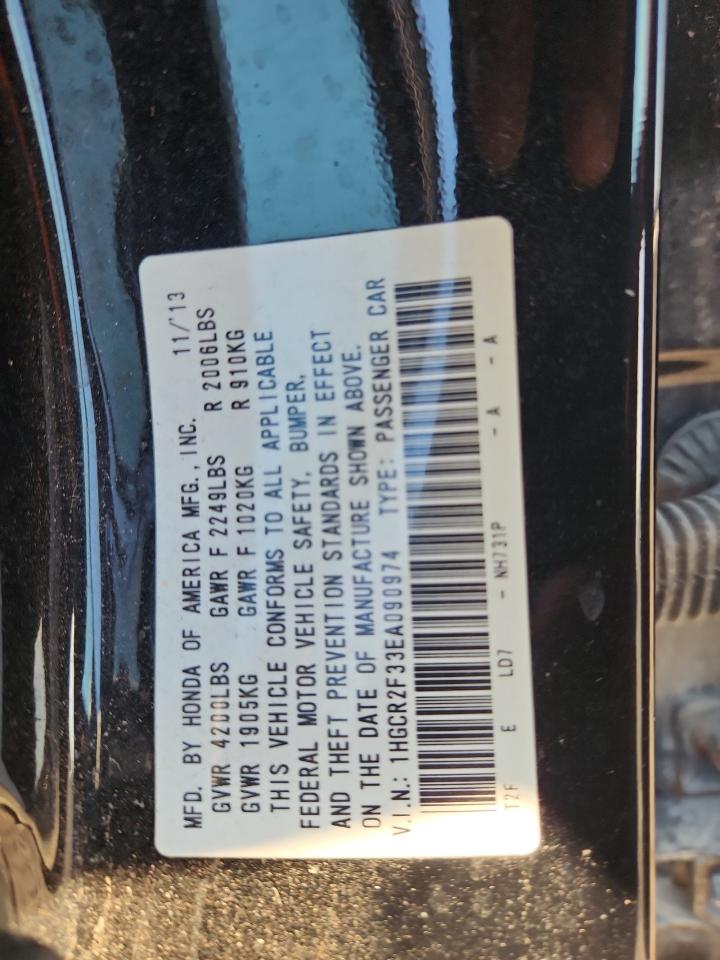 MFD. BY HONDA OF AMERICA MFG., INC. 11/'13
GVWR 4200LBS GAWR F 2249LBS R 2006LBS
GVWR 1905KG GAWR F 1020KG R 910KG
THIS VEHICLE CONFORMS TO ALL APPLICABLE
FEDERAL MOTOR VEHICLE SAFETY, BUMPER,
AND THEFT PREVENTION STANDARDS IN EFFECT
ON THE DATE OF MANUFACTURE SHOWN ABOVE.
V.I.N.: 1HGCR2F33EA090974 TYPE: PASSENGER CAR
T2F E LD7 - NH731P - A - A